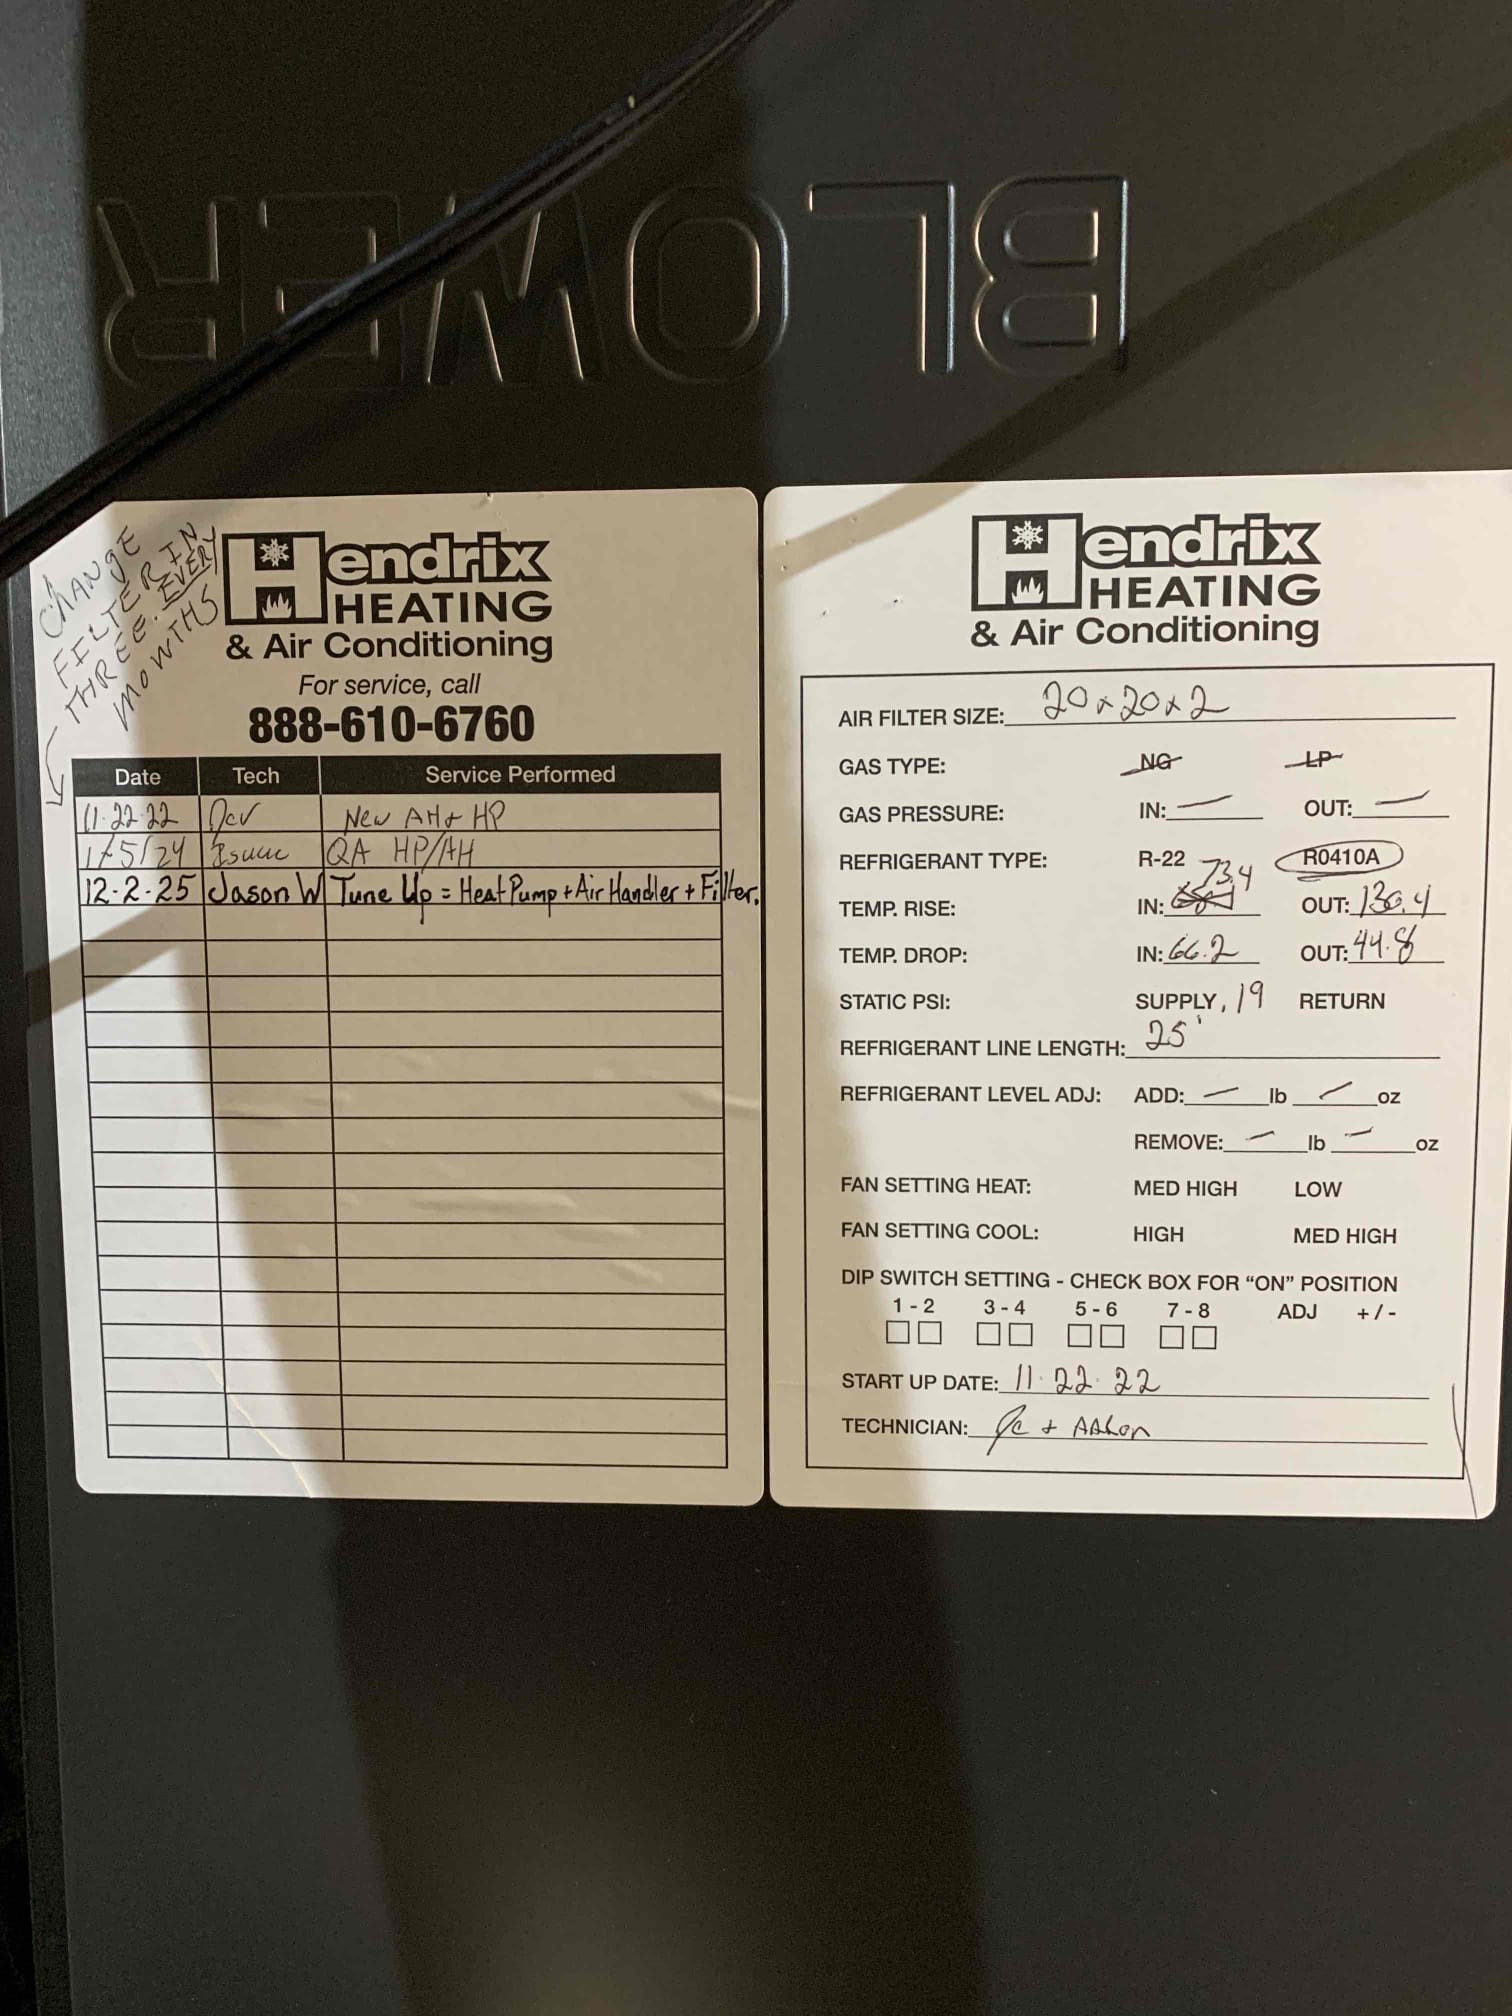 BLOWER
CHANGE
FILTER IN
THREE. EVERY
MONTHS
Hendrix
HEATING
& Air Conditioning
For service, call
888-610-6760
Date Tech Service Performed
11-22-22 New AH+ HP
1/5/24 Isaac QA HP/AH
12-2-25 Jason W Tune Up = Heat Pump + Air Handler + Filter.
Hendrix
HEATING
& Air Conditioning
AIR FILTER SIZE: 20x20x2
GAS TYPE: NG LP
GAS PRESSURE: IN: — OUT: —
REFRIGERANT TYPE: R-22 R0410A
TEMP. RISE: IN: 73.4 OUT: 130.4
TEMP. DROP: IN: 66.2 OUT: 44.8
STATIC PSI: SUPPLY .19 RETURN
REFRIGERANT LINE LENGTH: 25'
REFRIGERANT LEVEL ADJ: ADD: — lb — oz
REMOVE: — lb — oz
FAN SETTING HEAT: MED HIGH LOW
FAN SETTING COOL: HIGH MED HIGH
DIP SWITCH SETTING - CHECK BOX FOR “ON” POSITION
1 - 2 3 - 4 5 - 6 7 - 8 ADJ + / -
START UP DATE: 11-22-22
TECHNICIAN: +